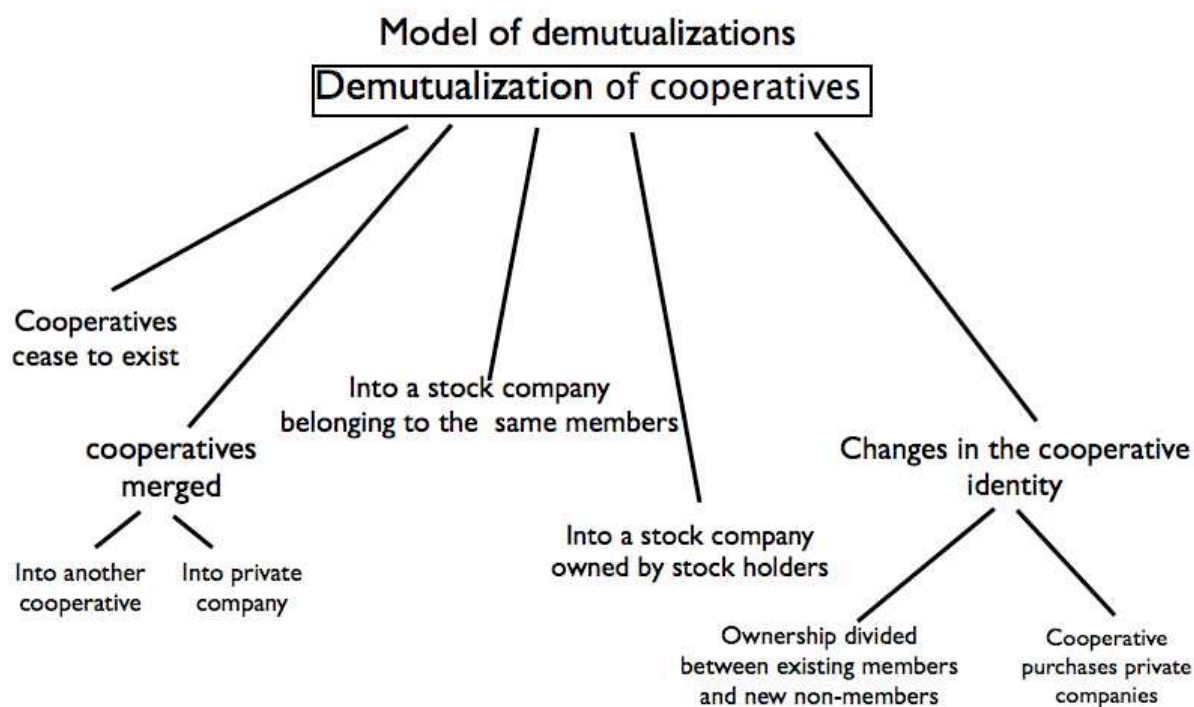 Model of demutualizations
Demutualization of cooperatives
Cooperatives
cease to exist
cooperatives
merged
Into another
cooperative
Into private
company
Into a stock company
belonging to the same members
Into a stock company
owned by stock holders
Changes in the cooperative
identity
Ownership divided
between existing members
and new non-members
Cooperative
purchases private
companies